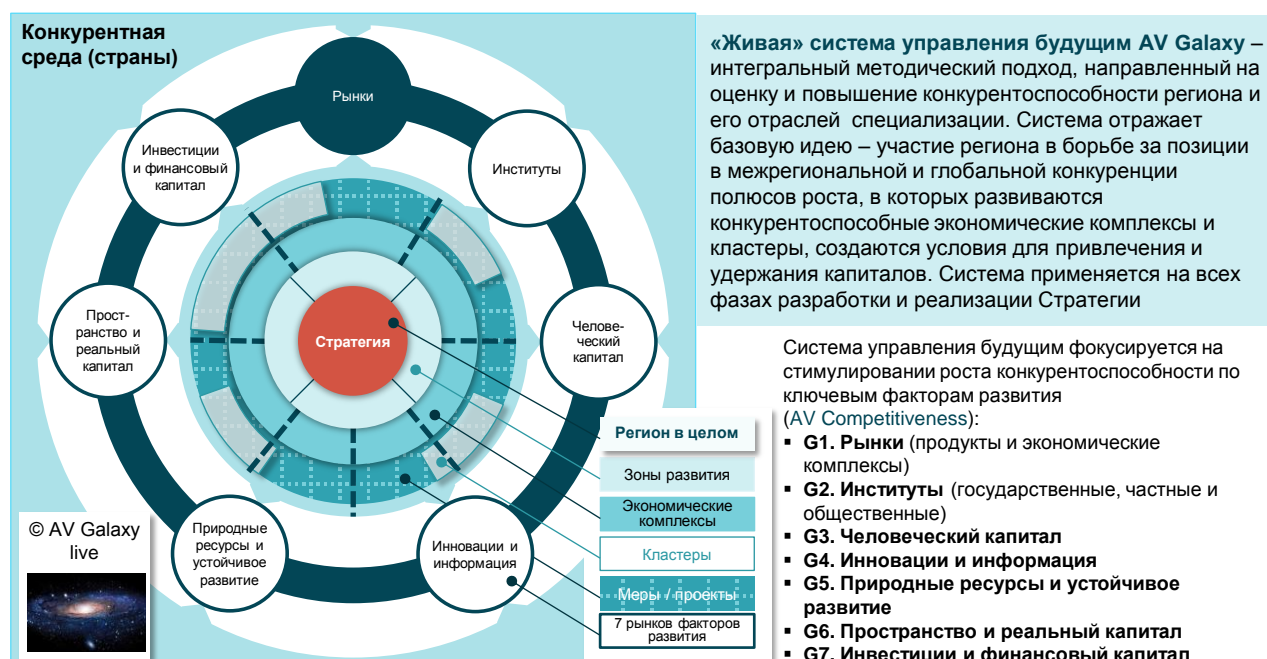 Конкурентная
среда (страны)
Рынки
Инвестиции
и финансовый
капитал
Институты
Прост-
ранство и
реальный
капитал
Стратегия
Челове-
ческий
капитал
Природные
ресурсы и
устойчивое
развитие
Инновации и
информация
© AV Galaxy
live
Регион в целом
Зоны развития
Экономические
комплексы
Кластеры
Меры / проекты
7 рынков факторов
развития
«Живая» система управления будущим AV Galaxy –
интегральный методический подход, направленный на
оценку и повышение конкурентоспособности региона и
его отраслей специализации. Система отражает
базовую идею – участие региона в борьбе за позиции
в межрегиональной и глобальной конкуренции
полюсов роста, в которых развиваются
конкурентоспособные экономические комплексы и
кластеры, создаются условия для привлечения и
удержания капиталов. Система применяется на всех
фазах разработки и реализации Стратегии
Система управления будущим фокусируется на
стимулировании роста конкурентоспособности по
ключевым факторам развития
(AV Competitiveness):
▪ G1. Рынки (продукты и экономические
комплексы)
▪ G2. Институты (государственные, частные и
общественные)
▪ G3. Человеческий капитал
▪ G4. Инновации и информация
▪ G5. Природные ресурсы и устойчивое
развитие
▪ G6. Пространство и реальный капитал
▪ G7. Инвестиции и финансовый капитал